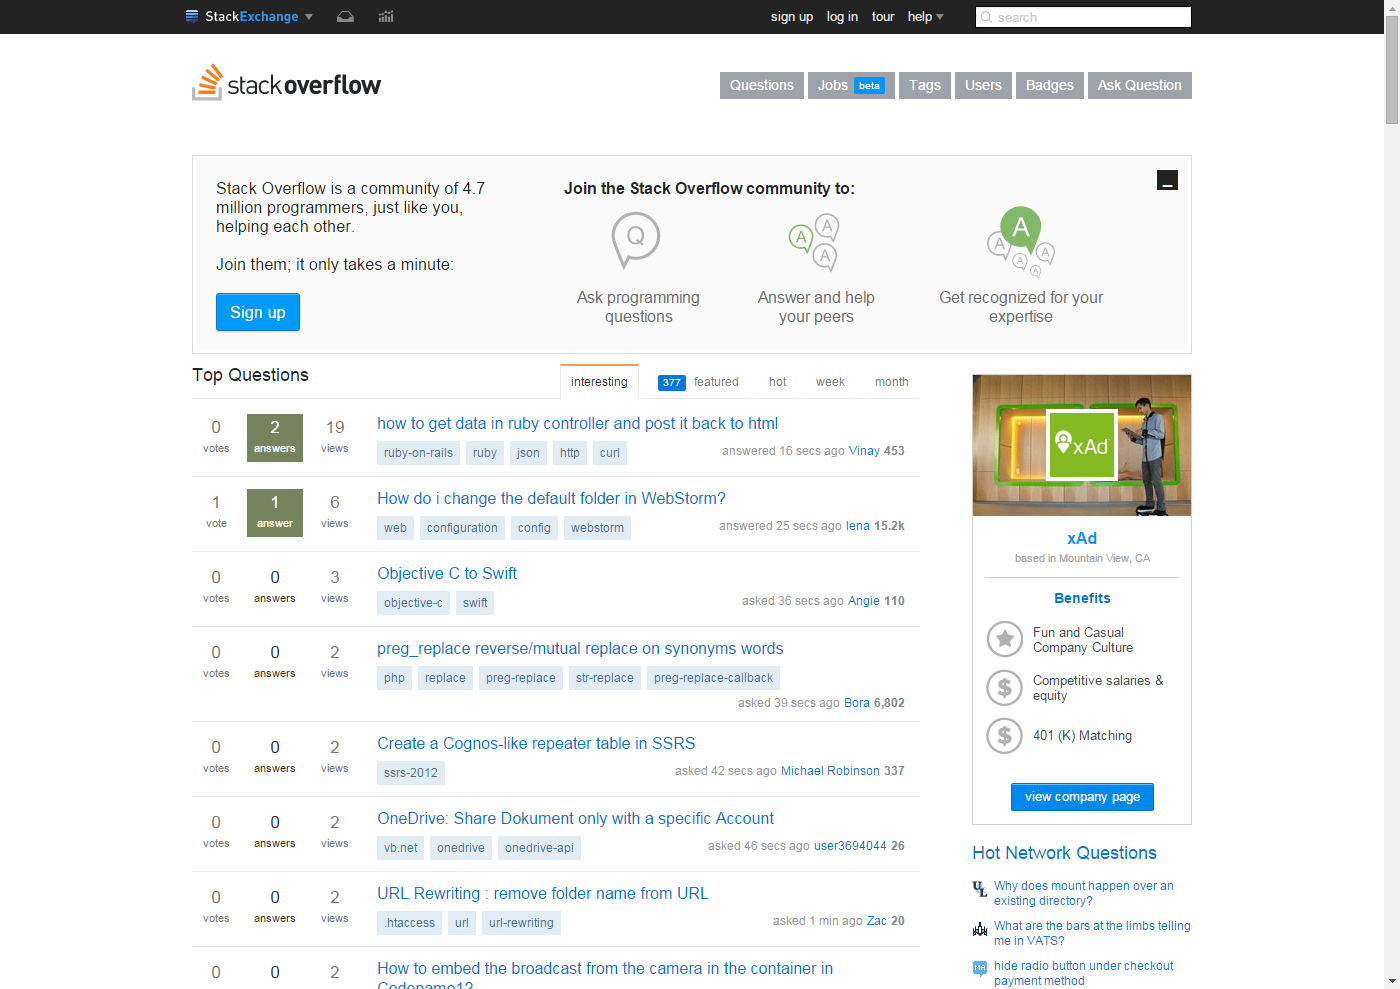 StackExchange
sign up log in tour help
search
stackoverflow
Questions Jobs beta Tags Users Badges Ask Question
Stack Overflow is a community of 4.7
million programmers, just like you,
helping each other.
Join them; it only takes a minute:
Sign up
Join the Stack Overflow community to:
Q
A A A
A A A A A
Ask programming
questions
Answer and help
your peers
Get recognized for your
expertise
Top Questions
interesting 377 featured hot week month
0 votes 2 answers 19 views
how to get data in ruby controller and post it back to html
ruby-on-rails ruby json http curl
answered 16 secs ago Vinay 453
1 vote 1 answer 6 views
How do i change the default folder in WebStorm?
web configuration config webstorm
answered 25 secs ago lena 15.2k
0 votes 0 answers 3 views
Objective C to Swift
objective-c swift
asked 36 secs ago Angie 110
0 votes 0 answers 2 views
preg_replace reverse/mutual replace on synonyms words
php replace preg-replace str-replace preg-replace-callback
asked 39 secs ago Bora 6,802
0 votes 0 answers 2 views
Create a Cognos-like repeater table in SSRS
ssrs-2012
asked 42 secs ago Michael Robinson 337
0 votes 0 answers 2 views
OneDrive: Share Dokument only with a specific Account
vb.net onedrive onedrive-api
asked 46 secs ago user3694044 26
0 votes 0 answers 2 views
URL Rewriting : remove folder name from URL
.htaccess url url-rewriting
asked 1 min ago Zac 20
0 0 2
How to embed the broadcast from the camera in the container in
Codename12
xAd
xAd
based in Mountain View, CA
Benefits
Fun and Casual
Company Culture
Competitive salaries &
equity
401 (K) Matching
view company page
Hot Network Questions
UL
Why does mount happen over an
existing directory?
What are the bars at the limbs telling
me in VATS?
MA
hide radio button under checkout
payment method